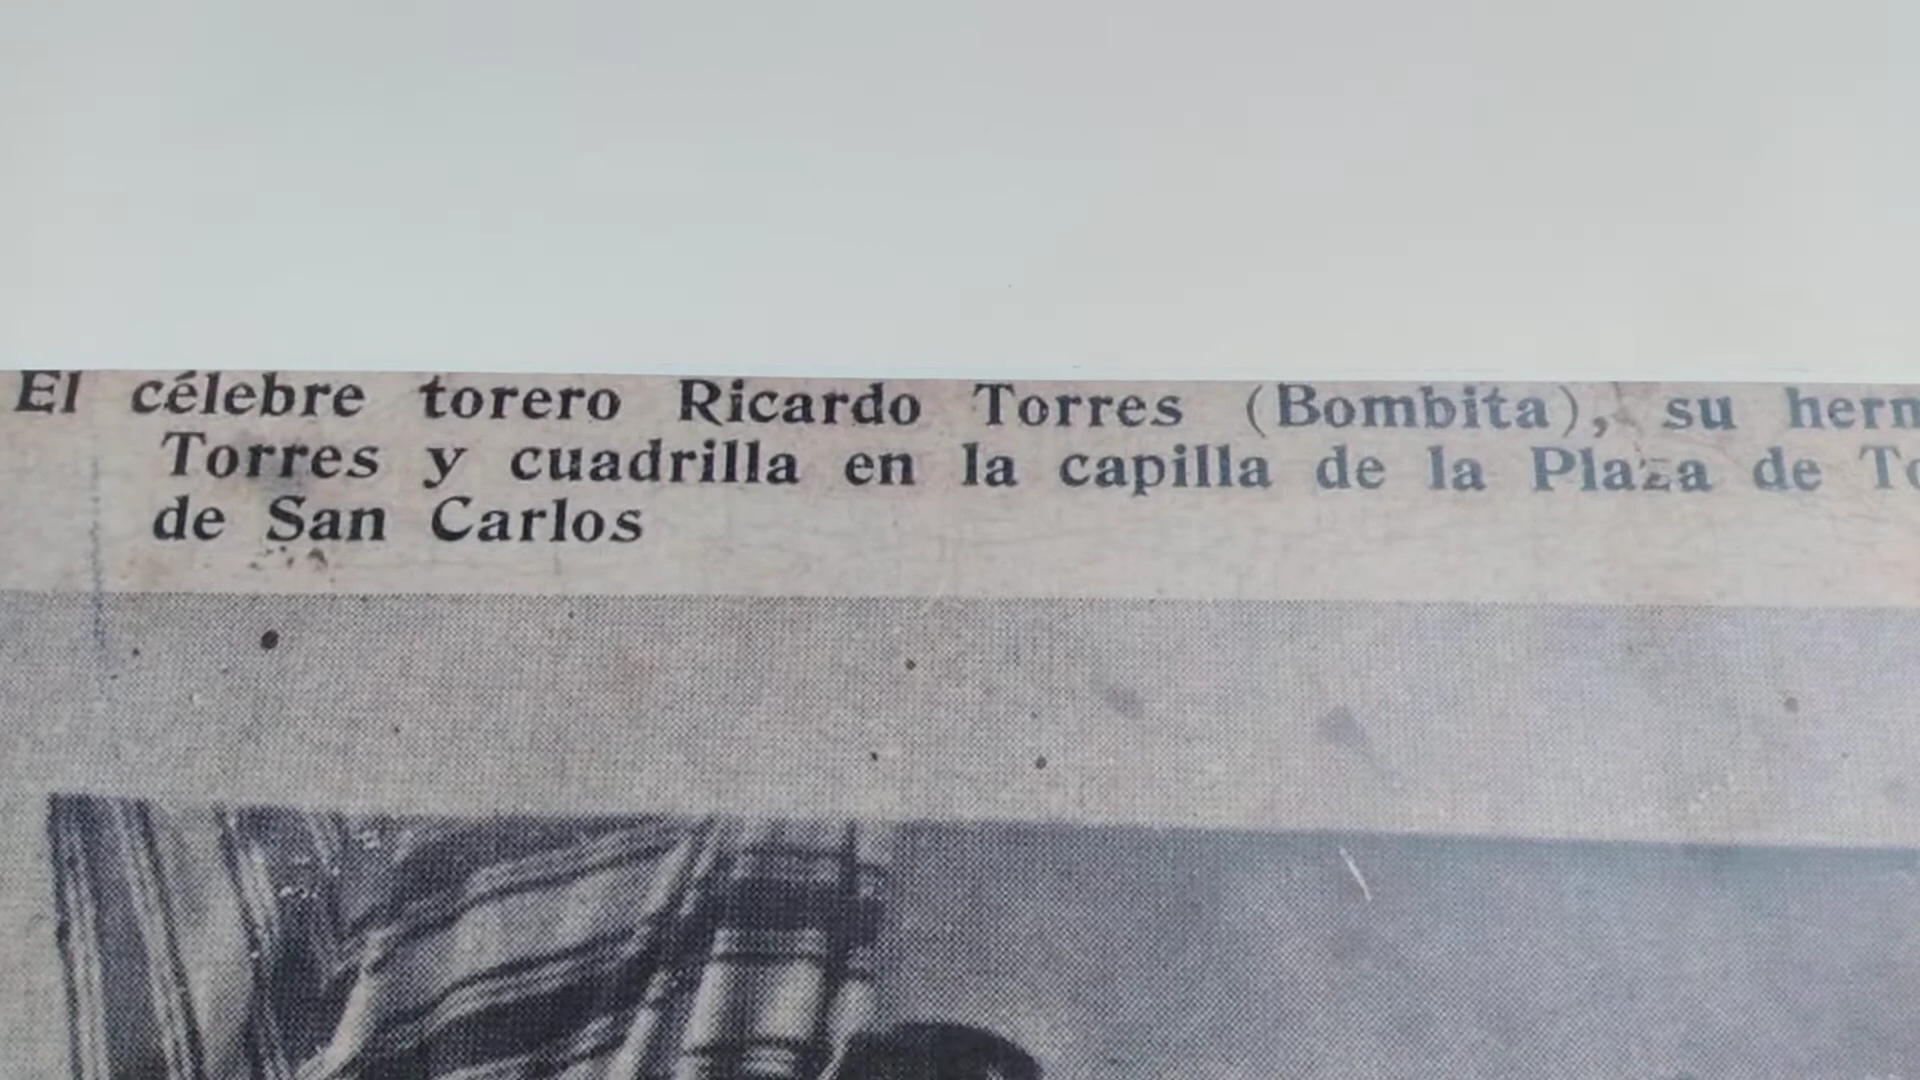 El célebre torero Ricardo Torres (Bombita), su
Torres y cuadrilla en la capilla de la Plaza de
de San Carlos